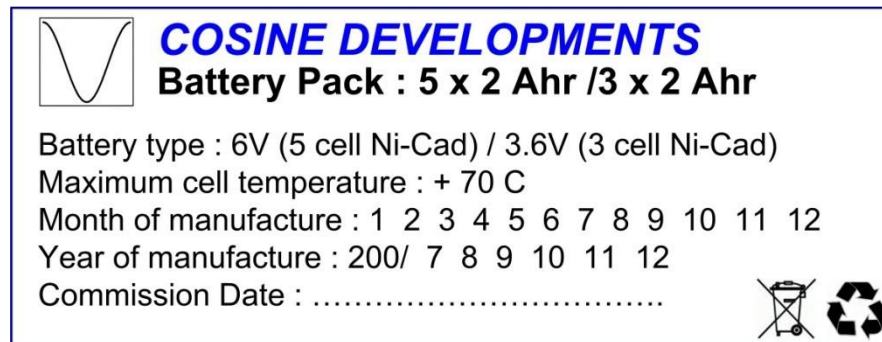 COSINE DEVELOPMENTS
Battery Pack : 5 x 2 Ahr /3 x 2 Ahr
Battery type : 6V (5 cell Ni-Cad) / 3.6V (3 cell Ni-Cad)
Maximum cell temperature : + 70 C
Month of manufacture : 1 2 3 4 5 6 7 8 9 10 11 12
Year of manufacture : 200/ 7 8 9 10 11 12
Commission Date : ……………………………….